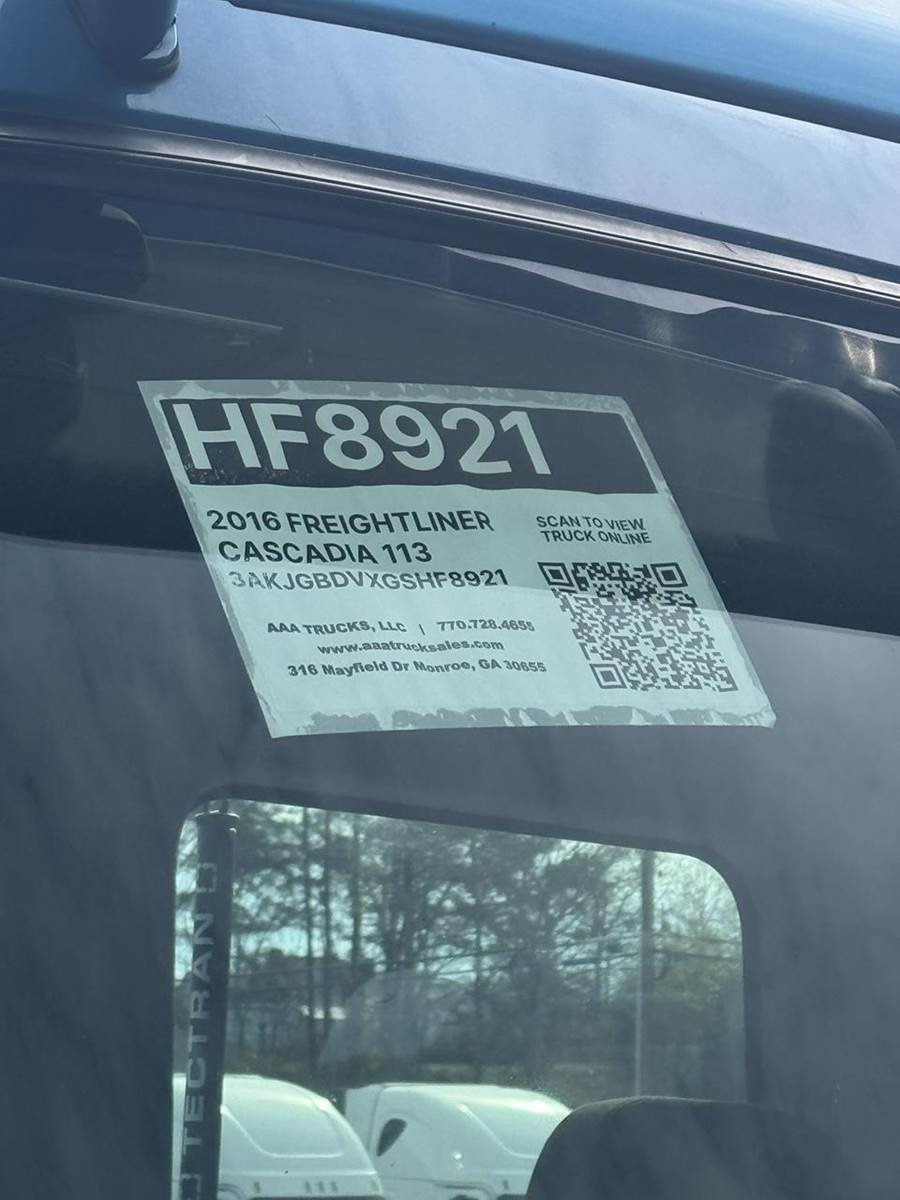 HF8921
2016 FREIGHTLINER
CASCADIA 113
3AKJGBDVXGSHF8921
SCAN TO VIEW
TRUCK ONLINE
AAA TRUCKS, LLC | 770.728.4655
www.aaatrucksales.com
316 Mayfield Dr Monroe, GA 30655
TECTRAN